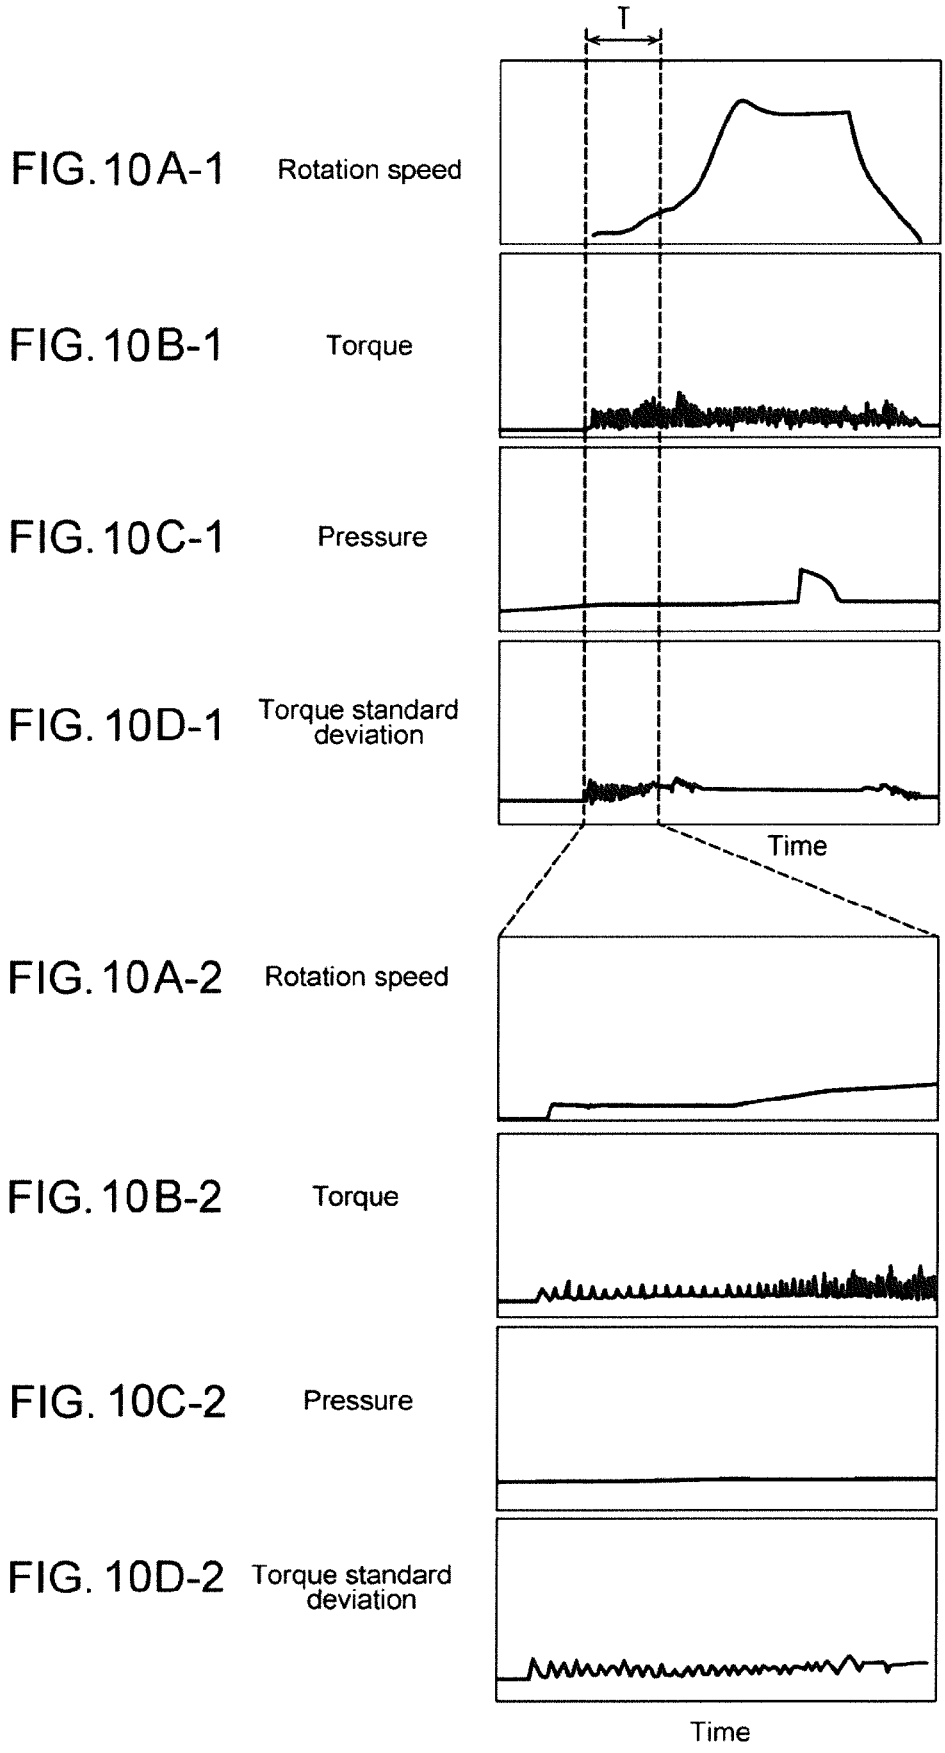 T
FIG. 10A-1 Rotation speed
FIG. 10B-1 Torque
FIG. 10C-1 Pressure
FIG. 10D-1 Torque standard
deviation
Time
FIG. 10A-2 Rotation speed
FIG. 10B-2 Torque
FIG. 10C-2 Pressure
FIG. 10D-2 Torque standard
deviation
Time